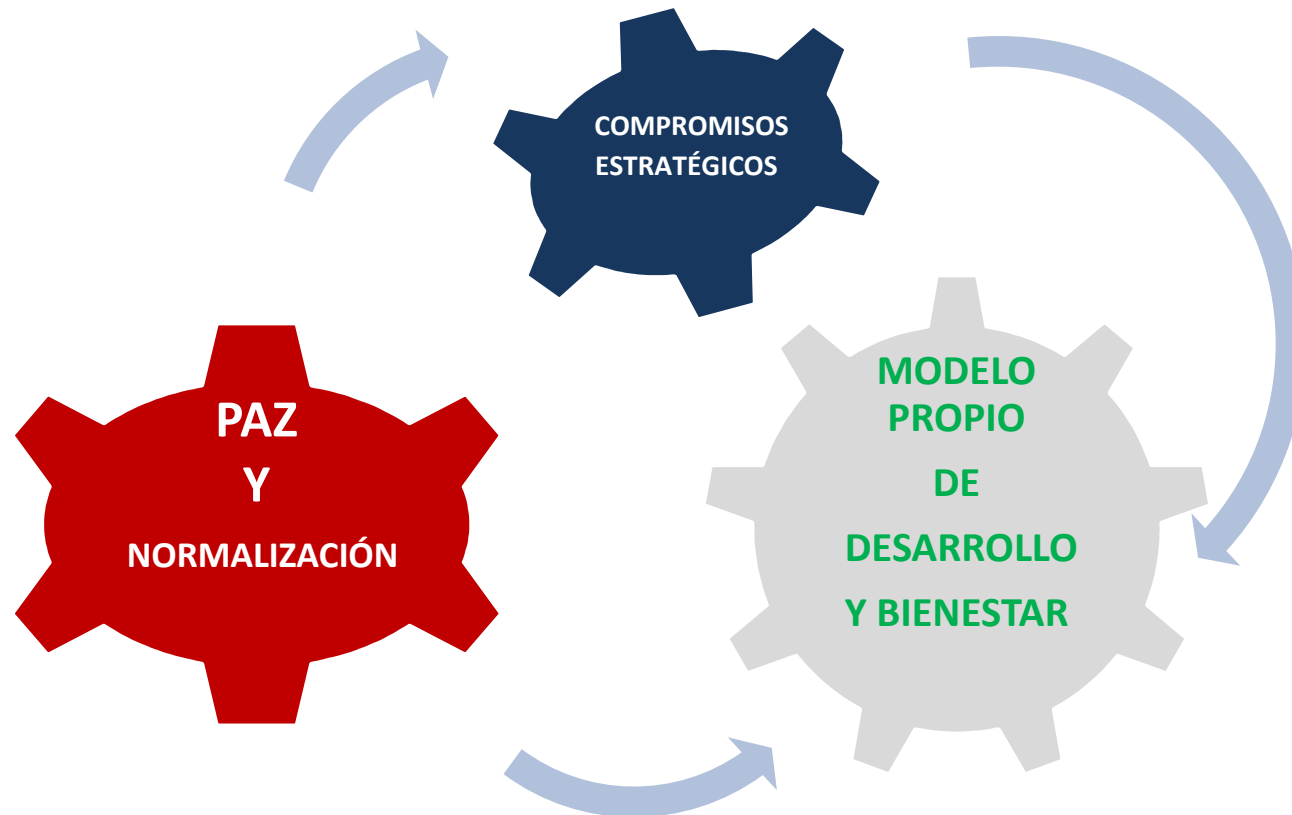 COMPROMISOS
ESTRATÉGICOS
PAZ
Y
NORMALIZACIÓN
MODELO
PROPIO
DE
DESARROLLO
Y BIENESTAR